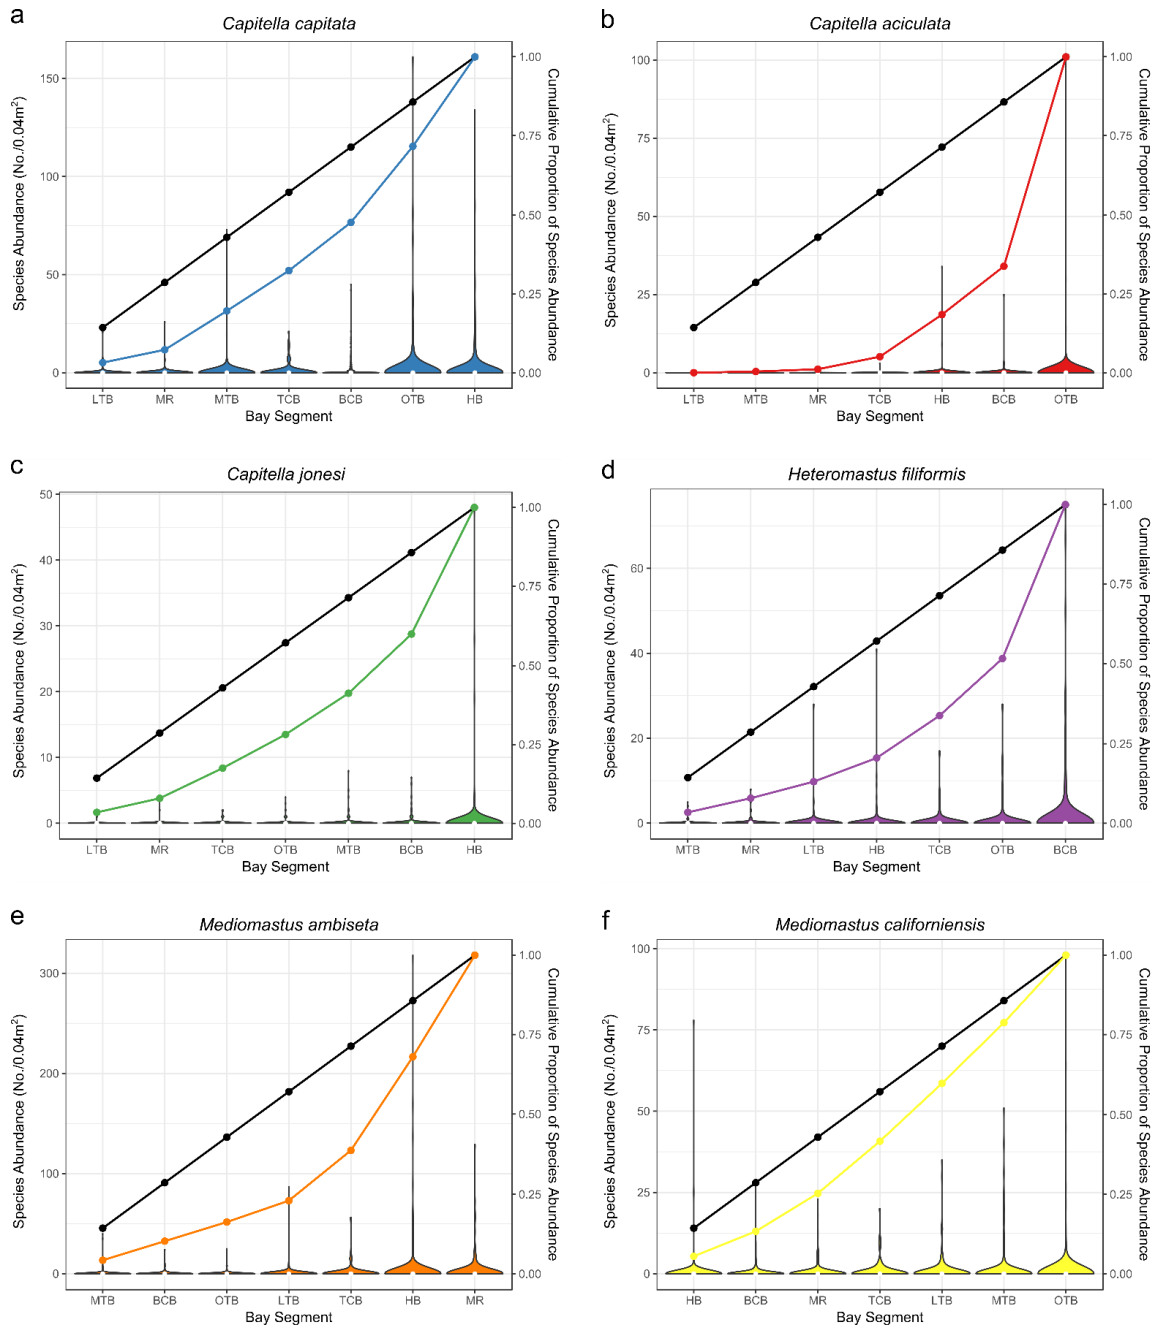 a
Capitella capitata
Species Abundance (No./0.04m²)
150
100
50
0
1.00
0.75
0.50
0.25
0.00
Cumulative Proportion of Species Abundance
LTB MR MTB TCB BCB OTB HB
Bay Segment
b
Capitella aciculata
Species Abundance (No./0.04m²)
100
75
50
25
0
1.00
0.75
0.50
0.25
0.00
Cumulative Proportion of Species Abundance
LTB MTB MR TCB HB BCB OTB
Bay Segment
c
Capitella jonesi
Species Abundance (No./0.04m²)
50
40
30
20
10
0
1.00
0.75
0.50
0.25
0.00
Cumulative Proportion of Species Abundance
LTB MR TCB OTB MTB BCB HB
Bay Segment
d
Heteromastus filiformis
Species Abundance (No./0.04m²)
60
40
20
0
1.00
0.75
0.50
0.25
0.00
Cumulative Proportion of Species Abundance
MTB MR LTB HB TCB OTB BCB
Bay Segment
e
Mediomastus ambiseta
Species Abundance (No./0.04m²)
300
200
100
0
1.00
0.75
0.50
0.25
0.00
Cumulative Proportion of Species Abundance
MTB BCB OTB LTB TCB HB MR
Bay Segment
f
Mediomastus californiensis
Species Abundance (No./0.04m²)
100
75
50
25
0
1.00
0.75
0.50
0.25
0.00
Cumulative Proportion of Species Abundance
HB BCB MR TCB LTB MTB OTB
Bay Segment